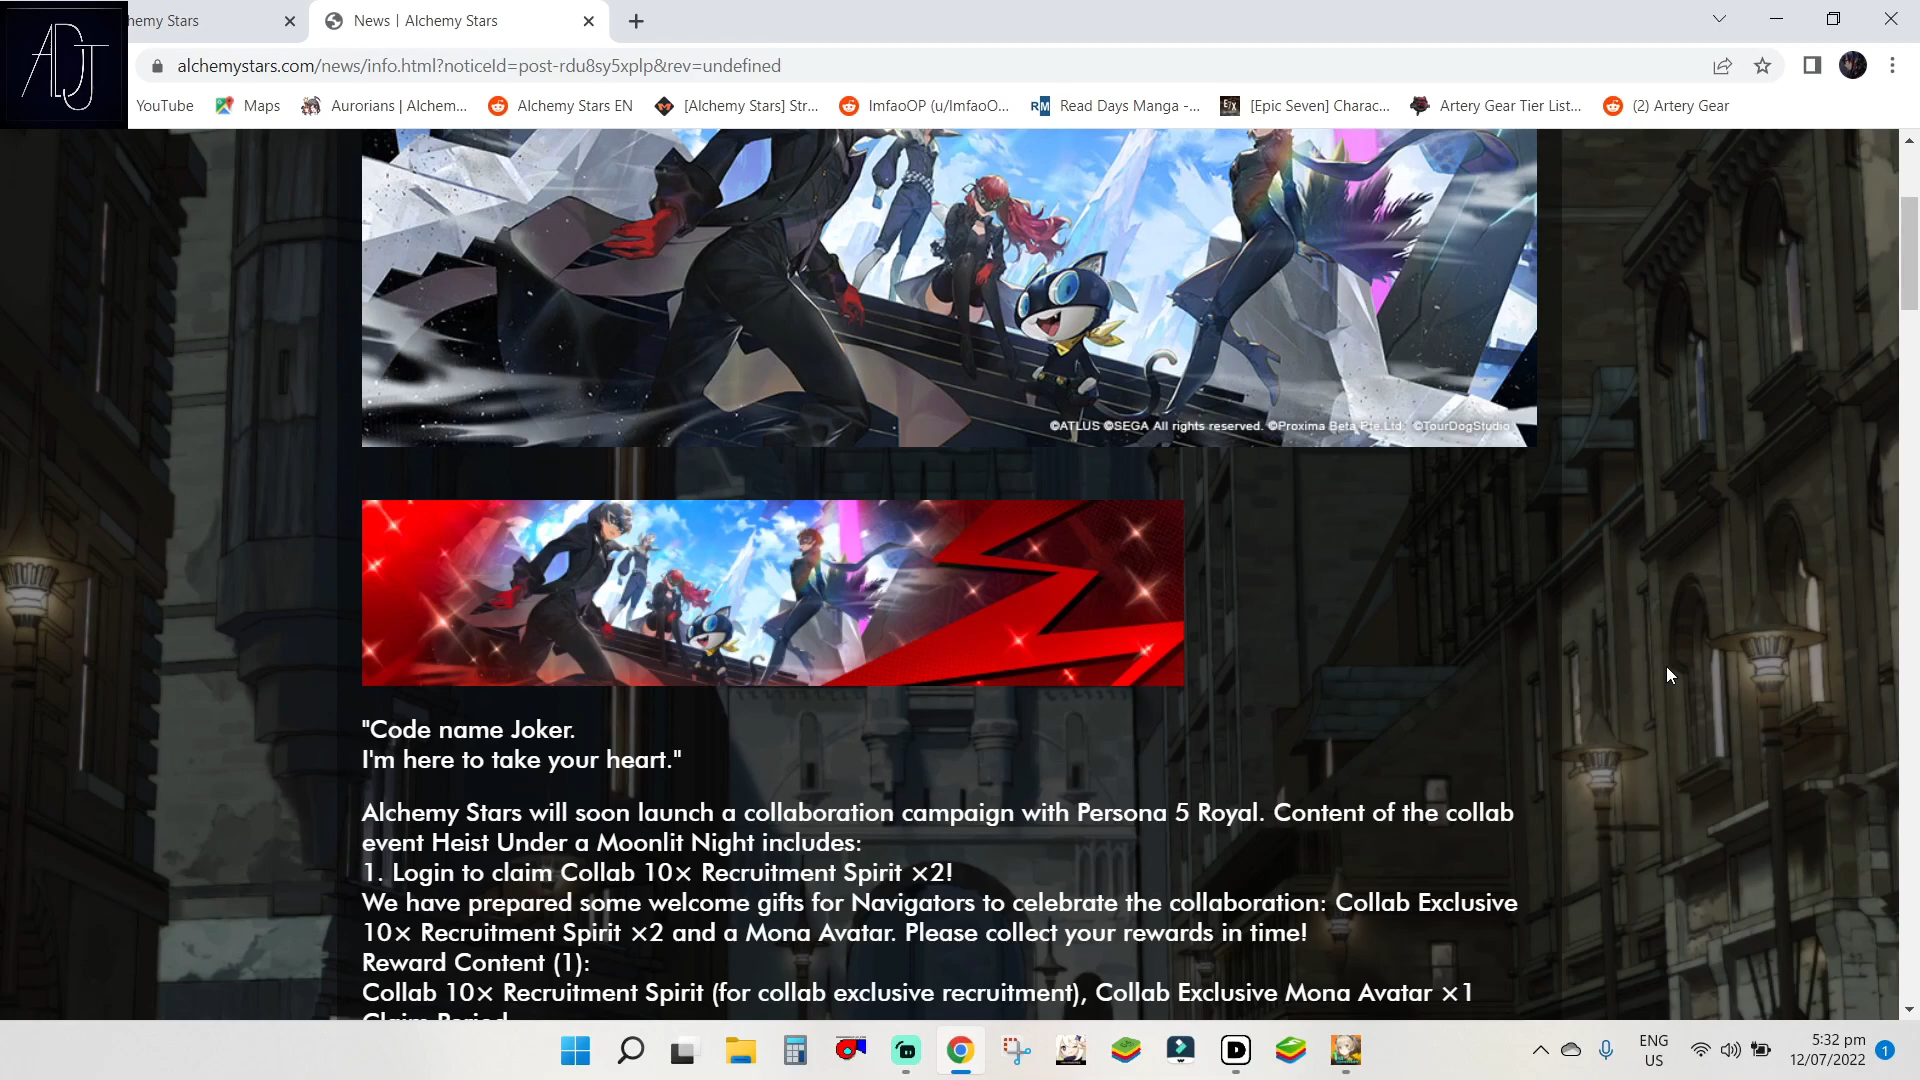 ADJ
hemy Stars
News | Alchemy Stars
alchemystars.com/news/info.html?noticeId=post-rdu8sy5xplp&rev=undefined
YouTube
Maps
Aurorians | Alchem...
Alchemy Stars EN
[Alchemy Stars] Str...
lmfaoOP (u/lmfaoO...
RM
Read Days Manga -...
[Epic Seven] Charac...
Artery Gear Tier List...
(2) Artery Gear
©ATLUS ©SEGA All rights reserved. ©Proxima Beta Pte.Ltd. ©TourDogStudio
"Code name Joker.
I'm here to take your heart."
Alchemy Stars will soon launch a collaboration campaign with Persona 5 Royal. Content of the collab
event Heist Under a Moonlit Night includes:
1. Login to claim Collab 10× Recruitment Spirit ×2!
We have prepared some welcome gifts for Navigators to celebrate the collaboration: Collab Exclusive
10× Recruitment Spirit ×2 and a Mona Avatar. Please collect your rewards in time!
Reward Content (1):
Collab 10× Recruitment Spirit (for collab exclusive recruitment), Collab Exclusive Mona Avatar ×1
Claim Period
D
ENG
US
5:32 pm
12/07/2022
1